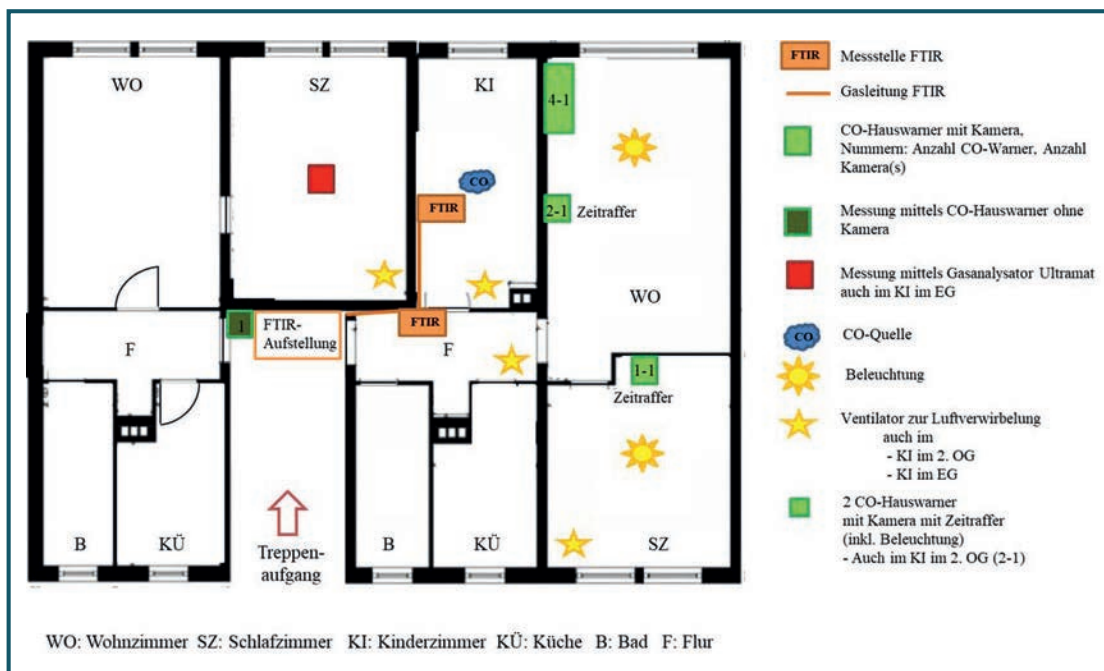 WO
SZ
KI
4-1
CO
FTIR
2-1
Zeitraffer
WO
1
FTIR-
Aufstellung
FTIR
F
F
1-1
Zeitraffer
B
KÜ
Treppen-
aufgang
B
KÜ
SZ
FTIR
Messstelle FTIR
Gasleitung FTIR
CO-Hauswarner mit Kamera,
Nummern: Anzahl CO-Warner, Anzahl
Kamera(s)
Messung mittels CO-Hauswarner ohne
Kamera
Messung mittels Gasanalysator Ultramat
auch im KI im EG
CO
CO-Quelle
Beleuchtung
Ventilator zur Luftverwirbelung
auch im
- KI im 2. OG
- KI im EG
2 CO-Hauswarner
mit Kamera mit Zeitraffer
(inkl. Beleuchtung)
- Auch im KI im 2. OG (2-1)
WO: Wohnzimmer SZ: Schlafzimmer KI: Kinderzimmer KÜ: Küche B: Bad F: Flur